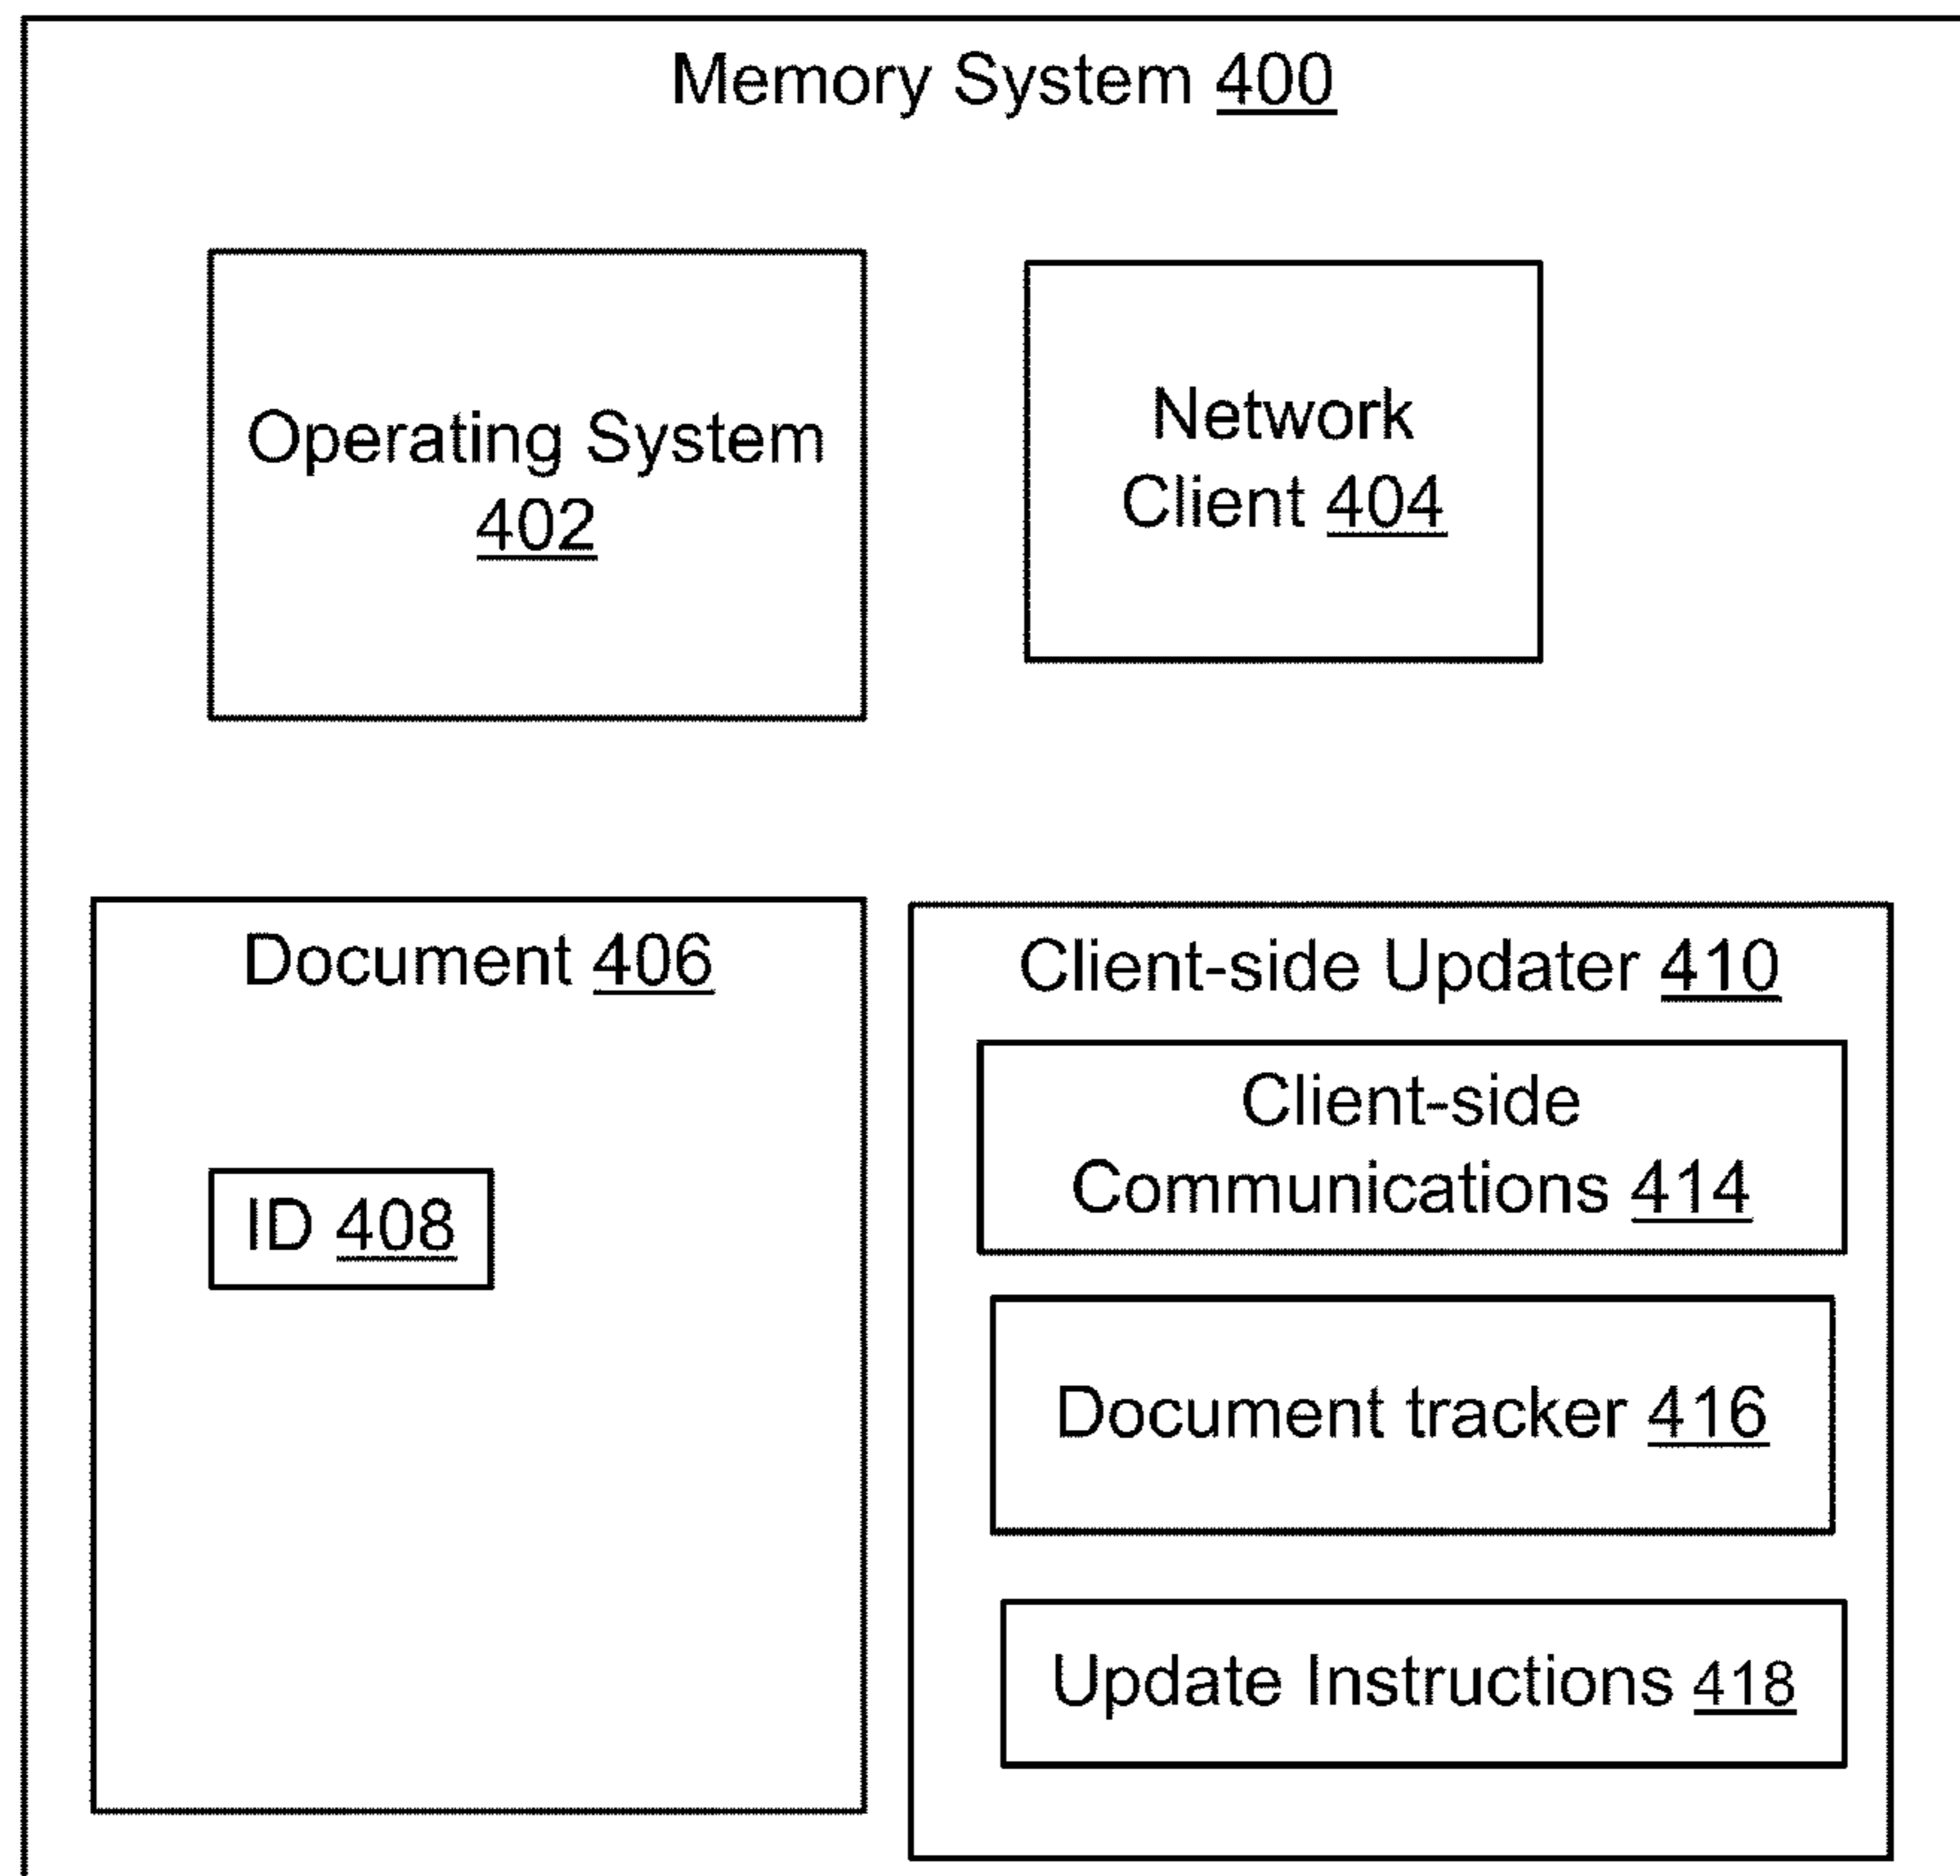 Memory System 400
Operating System
402
Network
Client 404
Document 406
ID 408
Client-side Updater 410
Client-side
Communications 414
Document tracker 416
Update Instructions 418